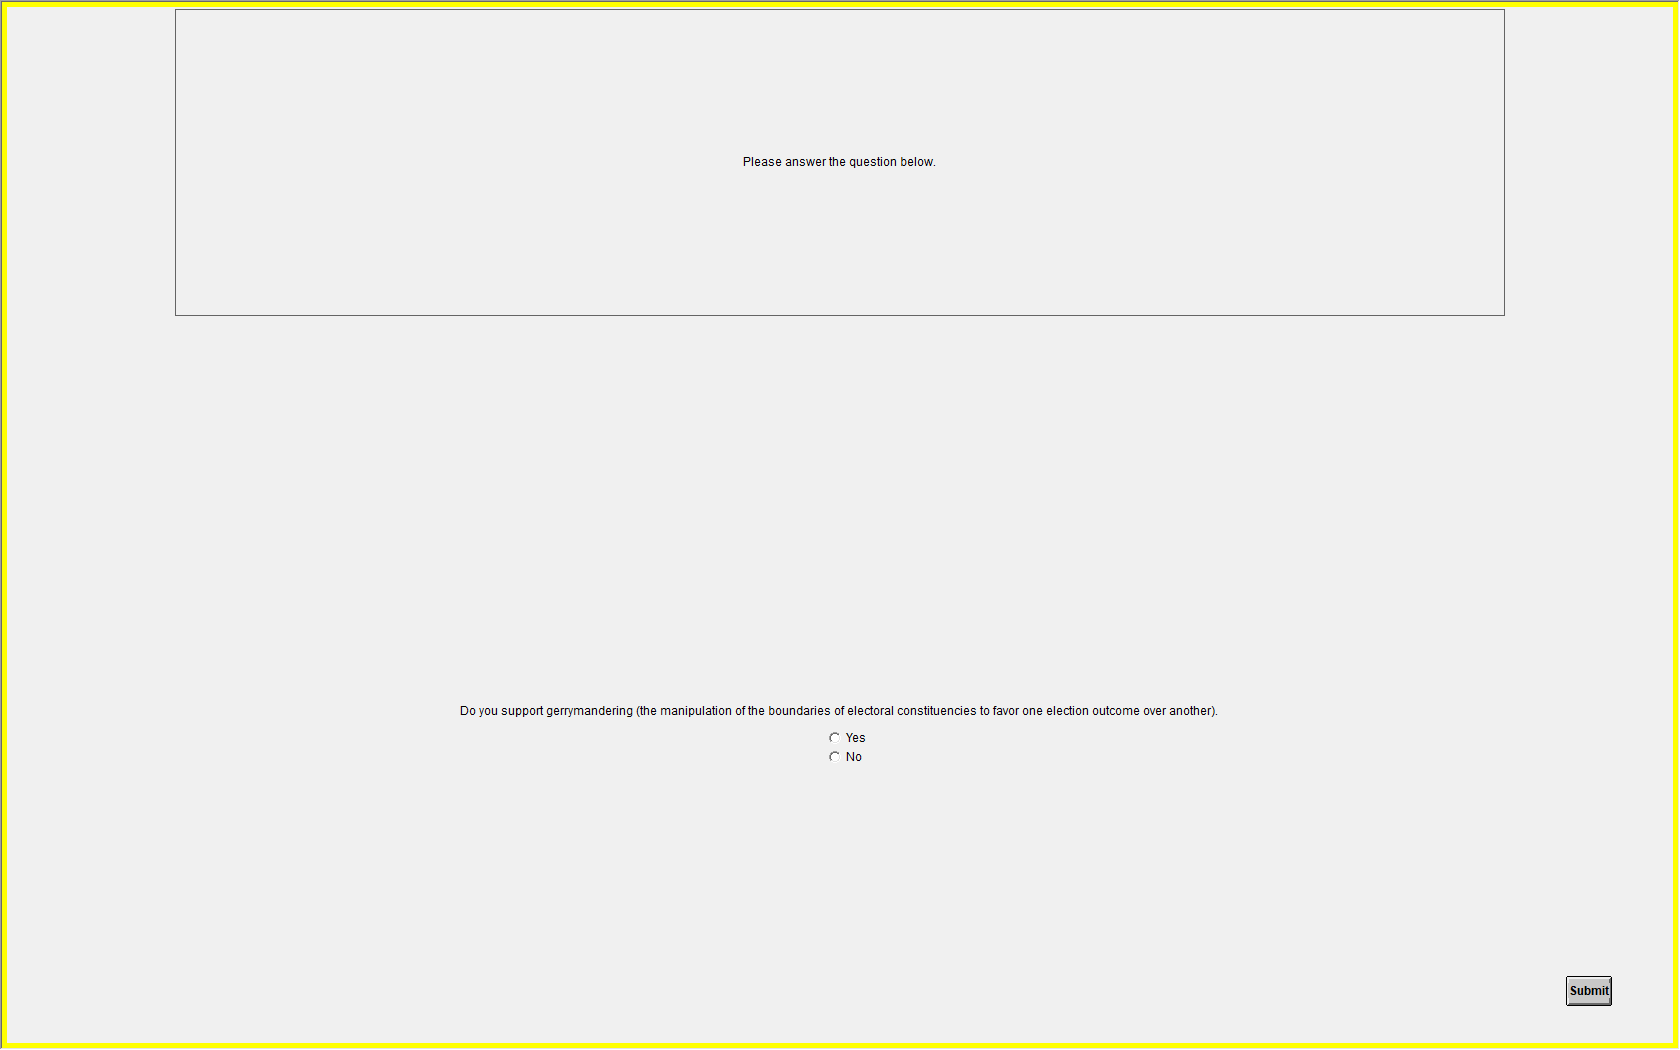 Please answer the question below.
Do you support gerrymandering (the manipulation of the boundaries of electoral constituencies to favor one election outcome over another).
Yes
No
Submit